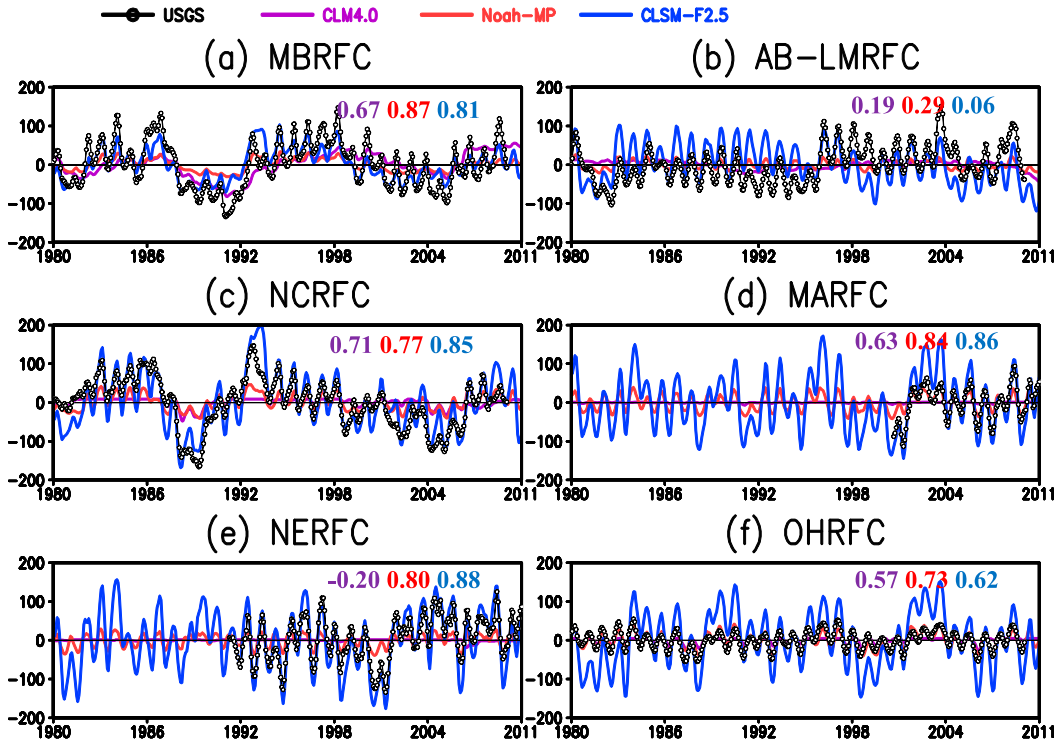 USGS CLM4.0 Noah-MP CLSM-F2.5
(a) MBRFC (b) AB-LMRFC
200 0.67 0.87 0.81 200 0.19 0.29 0.06
100 100
0 0
-100 -100
-200 -200
1980 1986 1992 1998 2004 2011 1980 1986 1992 1998 2004 2011
(c) NCRFC (d) MARFC
200 0.71 0.77 0.85 200 0.63 0.84 0.86
100 100
0 0
-100 -100
-200 -200
1980 1986 1992 1998 2004 2011 1980 1986 1992 1998 2004 2011
(e) NERFC (f) OHRFC
200 -0.20 0.80 0.88 200 0.57 0.73 0.62
100 100
0 0
-100 -100
-200 -200
1980 1986 1992 1998 2004 2011 1980 1986 1992 1998 2004 2011